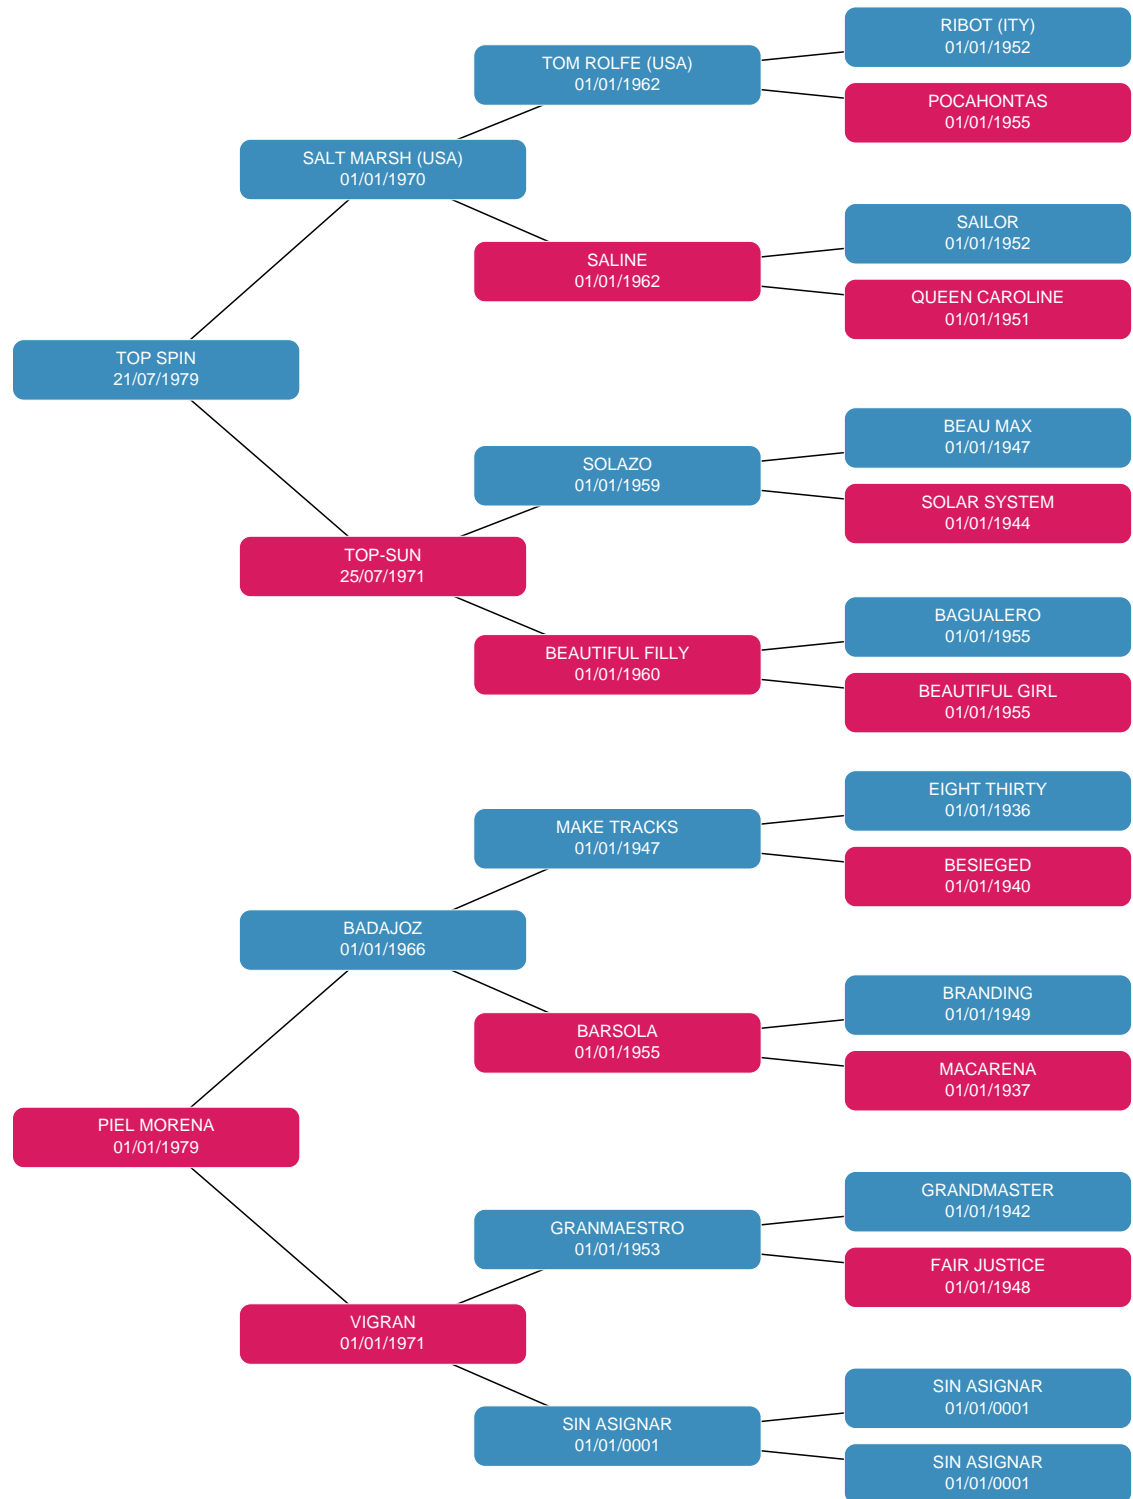 RIBOT (ITY)
01/01/1952
TOM ROLFE (USA)
01/01/1962
POCAHONTAS
01/01/1955
SALT MARSH (USA)
01/01/1970
SAILOR
01/01/1952
SALINE
01/01/1962
QUEEN CAROLINE
01/01/1951
TOP SPIN
21/07/1979
BEAU MAX
01/01/1947
SOLAZO
01/01/1959
SOLAR SYSTEM
01/01/1944
TOP-SUN
25/07/1971
BAGUALERO
01/01/1955
BEAUTIFUL FILLY
01/01/1960
BEAUTIFUL GIRL
01/01/1955
EIGHT THIRTY
01/01/1936
MAKE TRACKS
01/01/1947
BESIEGED
01/01/1940
BADAJOZ
01/01/1966
BRANDING
01/01/1949
BARSOLA
01/01/1955
MACARENA
01/01/1937
PIEL MORENA
01/01/1979
GRANDMASTER
01/01/1942
GRANMAESTRO
01/01/1953
FAIR JUSTICE
01/01/1948
VIGRAN
01/01/1971
SIN ASIGNAR
01/01/0001
SIN ASIGNAR
01/01/0001
SIN ASIGNAR
01/01/0001